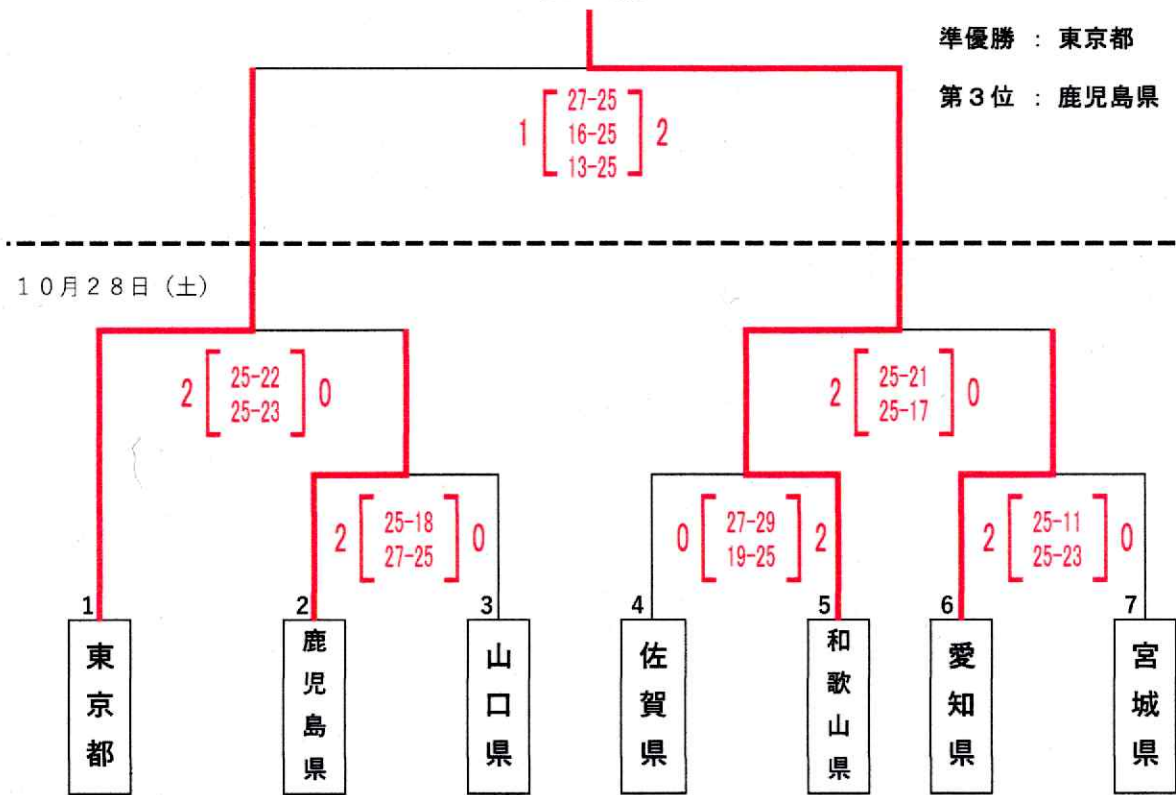 準優勝 : 東京都
第3位 : 鹿児島県
27-25
1 16-25 2
13-25
10月28日(土)
2 25-22 0
25-23
2 25-21 0
25-17
2 25-18 0
27-25
0 27-29 2
19-25
2 25-11 0
25-23
1 2 3 4 5 6 7
東京都
鹿児島県
山口県
佐賀県
和歌山県
愛知県
宮城県